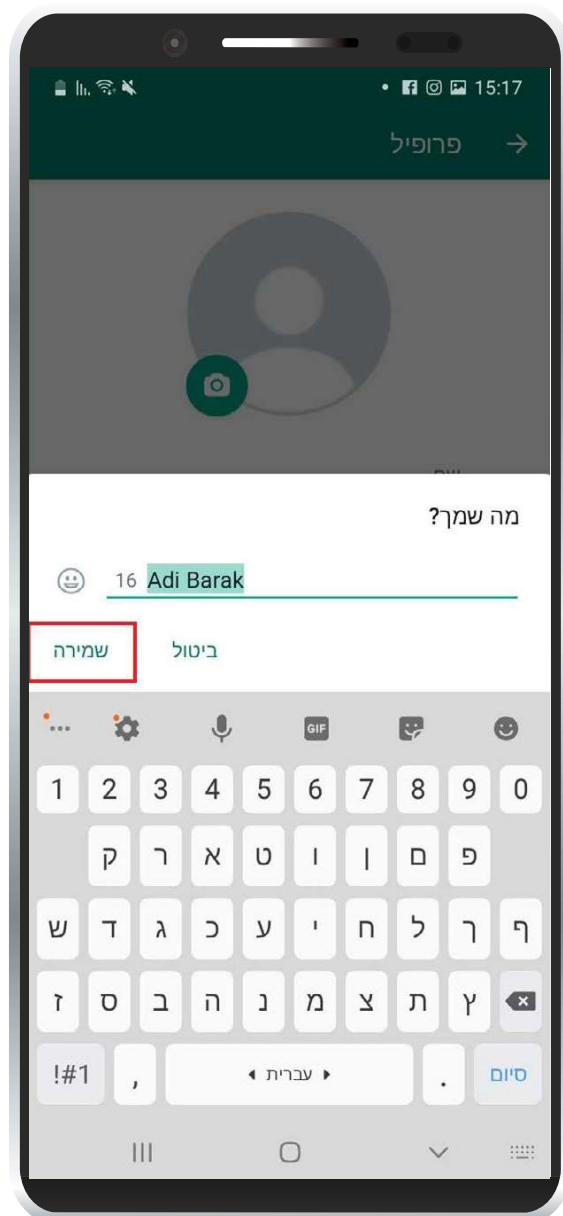 15:17
פרופיל
שם
מה שמך?
Adi Barak 16
ביטול שמירה
GIF
1 2 3 4 5 6 7 8 9 0
ק ר א ט ו ן ם פ
ש ד ג כ ע י ח ל ך ף
ז ס ב ה נ מ צ ת ץ
!#1 , עברית . סיום